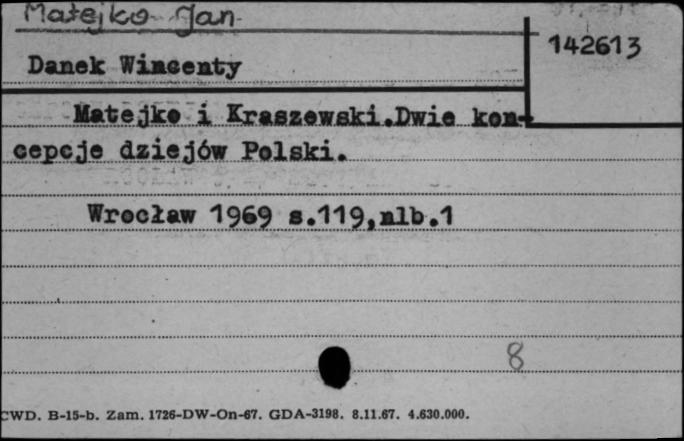 Matejko Jan
142613
Danek Wincenty
Matejko i Kraszewski.Dwie kon-
cepcje dziejów Polski.
Wrocław 1969 s.119,nlb.1
8
CWD. B-15-b. Zam. 1726-DW-On-67. GDA-3198. 8.11.67. 4.630.000.